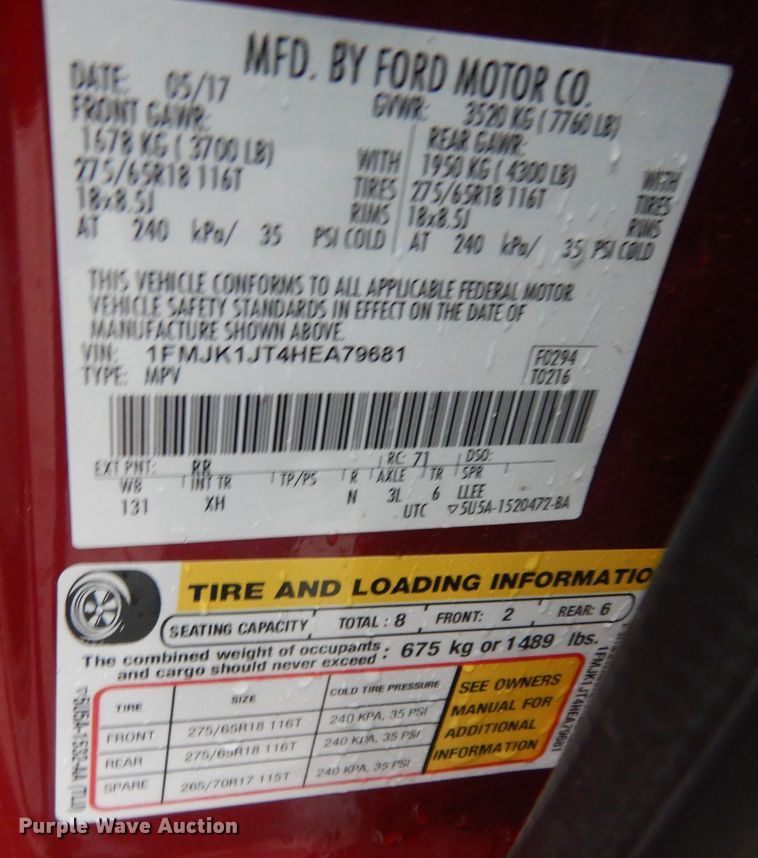 MFD. BY FORD MOTOR CO.
DATE: 05/17 GVWR: 3520 KG ( 7760 LB)
FRONT GAWR: REAR GAWR:
1678 KG ( 3700 LB) WITH 1950 KG ( 4300 LB) WITH
275/65R18 116T TIRES 275/65R18 116T TIRES
18x8.5J RIMS 18x8.5J RIMS
AT 240 kPa/ 35 PSI COLD AT 240 kPa/ 35 PSI COLD
THIS VEHICLE CONFORMS TO ALL APPLICABLE FEDERAL MOTOR
VEHICLE SAFETY STANDARDS IN EFFECT ON THE DATE OF
MANUFACTURE SHOWN ABOVE.
VIN: 1FMJK1JT4HEA79681 F0294
TYPE: MPV T0216
EXT PNT: RR RC: 71 DSO:
WB INT TR TP/PS R AXLE TR SPR
131 XH N 3L 6 LLEE
UTC ▽5U5A-1520472-BA
TIRE AND LOADING INFORMATIO
SEATING CAPACITY TOTAL : 8 FRONT: 2 REAR: 6
The combined weight of occupants : 675 kg or 1489 lbs.
and cargo should never exceed
TIRE SIZE COLD TIRE PRESSURE
FRONT 275/65R18 116T 240 KPA, 35 PSI
REAR 275/65R18 116T 240 KPA, 35 PSI
SPARE 265/70R17 115T 240 KPA, 35 PSI
SEE OWNERS
MANUAL FOR
ADDITIONAL
INFORMATION
▽5U5A-1532-AA (TLI)
1FMJK1JT4HEA79681
Purple Wave Auction